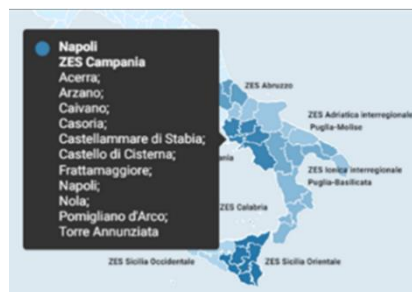 Napoli
ZES Campania
Acerra;
Arzano;
Caivano;
Casoria;
Castellammare di Stabia;
Castello di Cisterna;
Frattamaggiore;
Napoli;
Nola;
Pomigliano d'Arco;
Torre Annunziata
ZES Abruzzo
ZES Adriatica interregionale
Puglia-Molise
ZES Ionica interregionale
Puglia-Basilicata
ZES Calabria
ZES Sicilia Occidentale
ZES Sicilia Orientale